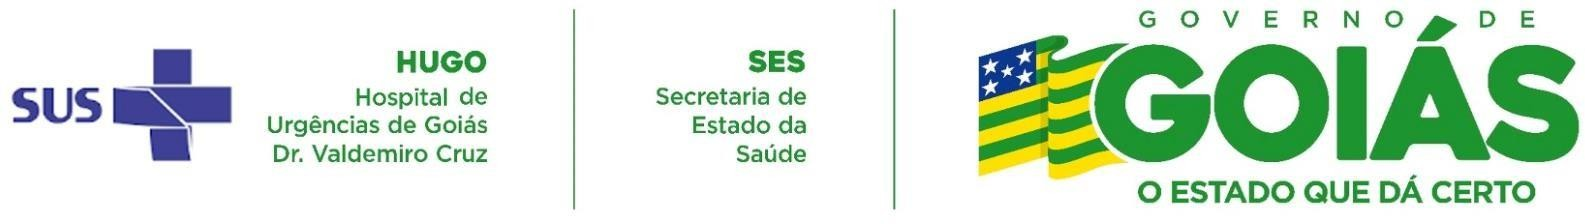 SUS
HUGO
Hospital de
Urgências de Goiás
Dr. Valdemiro Cruz
SES
Secretaria de
Estado da
Saúde
GOVERNO DE
GOIÁS
O ESTADO QUE DÁ CERTO